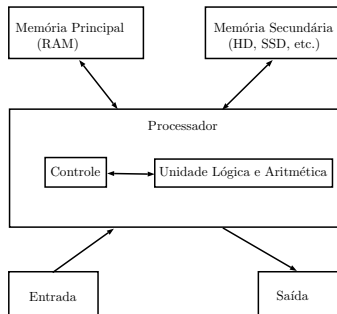 Memória Principal
(RAM)
Memória Secundária
(HD, SSD, etc.)
Processador
Controle
Unidade Lógica e Aritmética
Entrada
Saída